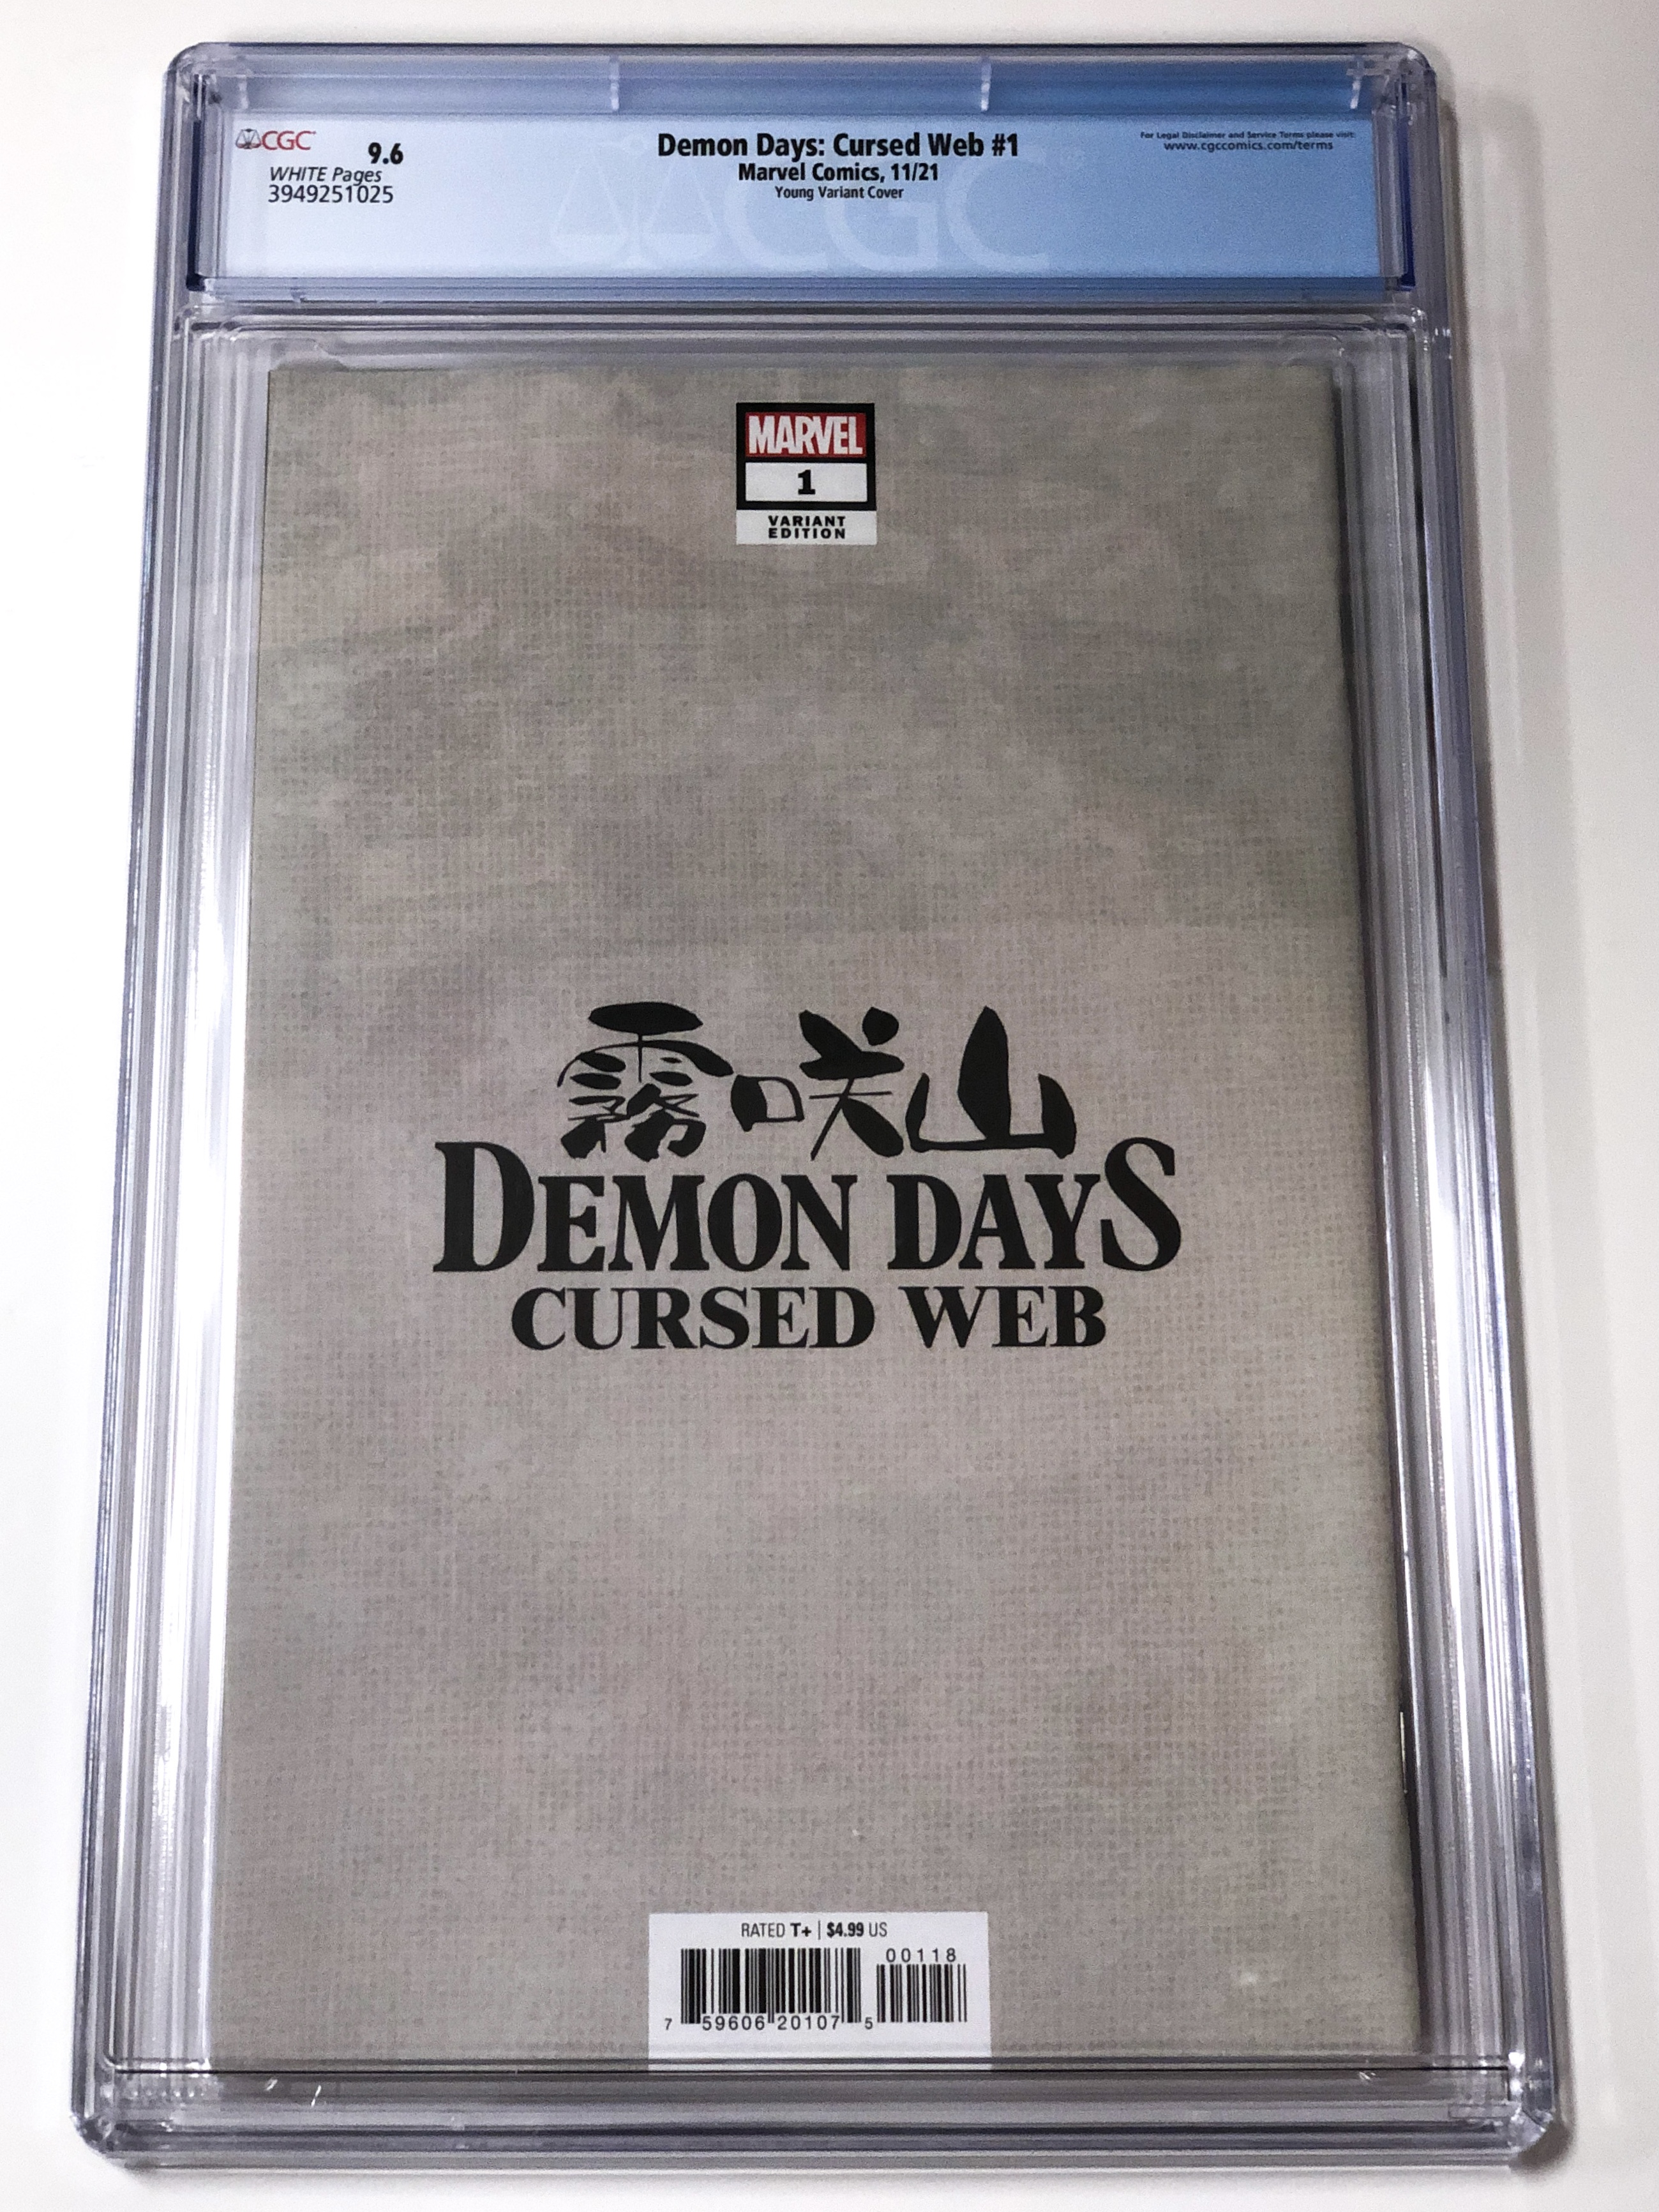 CGC
9.6
WHITE Pages
3949251025
Demon Days: Cursed Web #1
Marvel Comics, 11/21
Young Variant Cover
For Legal Disclaimer and Service Terms please visit:
www.cgccomics.com/terms
CGC
MARVEL
1
VARIANT
EDITION
霧咲山
DEMON DAYS
CURSED WEB
RATED T+ | $4.99 US
00118
7 59606 20107 5